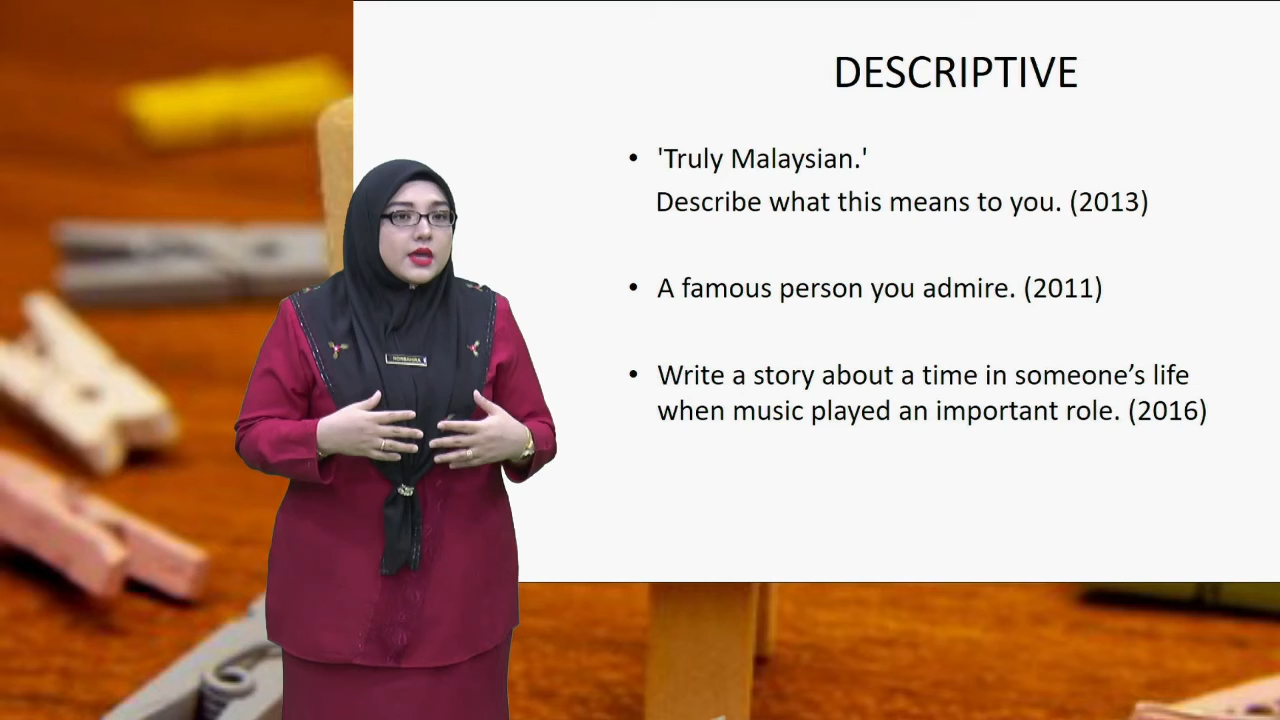 DESCRIPTIVE
• 'Truly Malaysian.'
Describe what this means to you. (2013)
• A famous person you admire. (2011)
• Write a story about a time in someone’s life
when music played an important role. (2016)